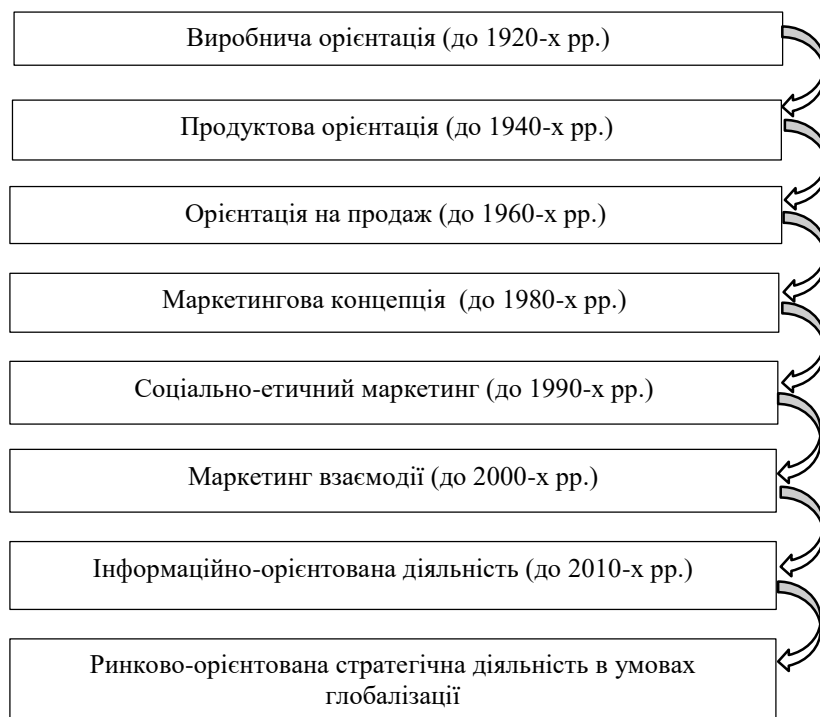 Виробнича орієнтація (до 1920-х рр.)
Продуктова орієнтація (до 1940-х рр.)
Орієнтація на продаж (до 1960-х рр.)
Маркетингова концепція (до 1980-х рр.)
Соціально-етичний маркетинг (до 1990-х рр.)
Маркетинг взаємодії (до 2000-х рр.)
Інформаційно-орієнтована діяльність (до 2010-х рр.)
Ринково-орієнтована стратегічна діяльність в умовах
глобалізації